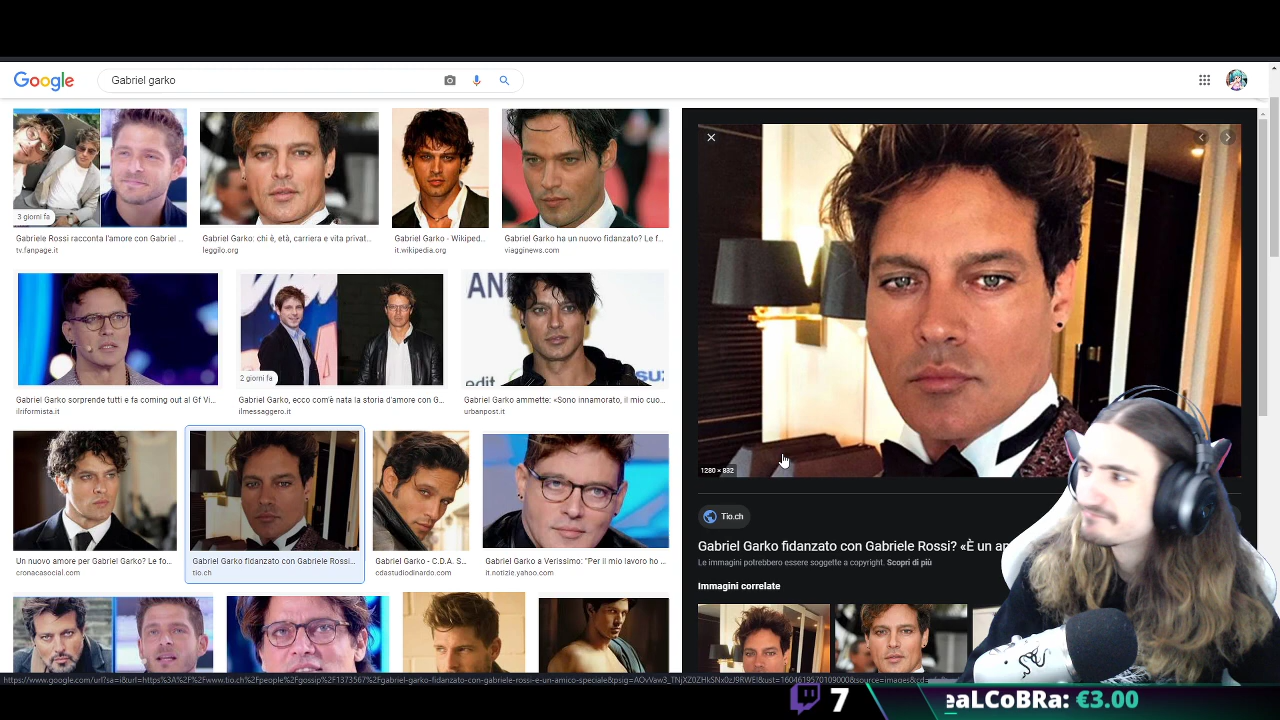 Google
Gabriel garko
3 giorni fa
Gabriele Rossi racconta l'amore con Gabriel ...
tv.fanpage.it
Gabriel Garko: chi è, età, carriera e vita privat...
leggilo.org
Gabriel Garko - Wikiped...
it.wikipedia.org
Gabriel Garko ha un nuovo fidanzato? Le f...
viagginews.com
AN
edit
suz
Gabriel Garko sorprende tutti e fa coming out al Gf Vi...
ilriformista.it
2 giorni fa
Gabriel Garko, ecco com'è nata la storia d'amore con G...
ilmessaggero.it
Gabriel Garko ammette: «Sono innamorato, il mio cuo...
urbanpost.it
Un nuovo amore per Gabriel Garko? Le fo...
cronacasocial.com
Gabriel Garko fidanzato con Gabriele Rossi...
tio.ch
Gabriel Garko - C.D.A. S...
cdastudiodinardo.com
Gabriel Garko a Verissimo: "Per il mio lavoro ho ...
it.notizie.yahoo.com
1280 × 832
Tio.ch
Gabriel Garko fidanzato con Gabriele Rossi? «È un am
Le immagini potrebbero essere soggette a copyright. Scopri di più
Immagini correlate
7
eaLCoBRa: €3.00